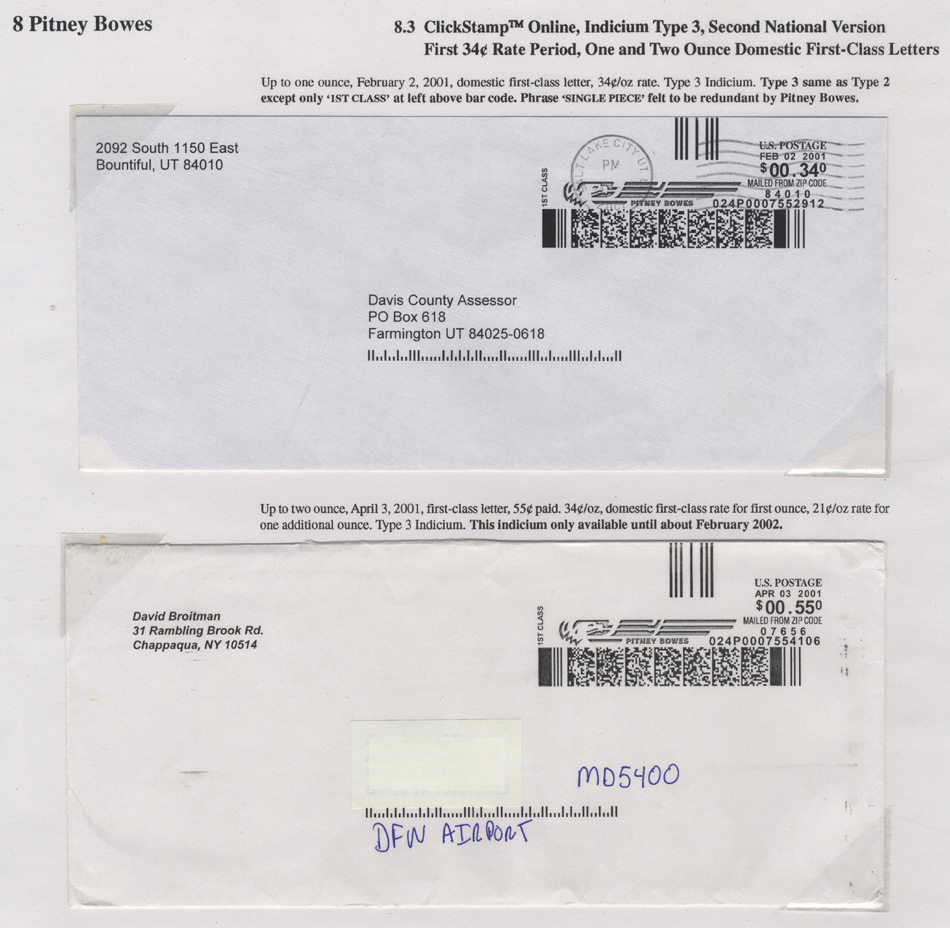 8 Pitney Bowes
8.3 ClickStamp™ Online, Indicium Type 3, Second National Version
First 34¢ Rate Period, One and Two Ounce Domestic First-Class Letters
Up to one ounce, February 2, 2001, domestic first-class letter, 34¢/oz rate. Type 3 Indicium. Type 3 same as Type 2
except only ‘1ST CLASS’ at left above bar code. Phrase ‘SINGLE PIECE’ felt to be redundant by Pitney Bowes.
2092 South 1150 East
Bountiful, UT 84010
LT LAKE CITY UT
PM
1ST CLASS
PITNEY BOWES
U.S. POSTAGE
FEB 02 2001
$00.340
MAILED FROM ZIP CODE
84010
024P0007552912
Davis County Assessor
PO Box 618
Farmington UT 84025-0618
Up to two ounce, April 3, 2001, first-class letter, 55¢ paid. 34¢/oz, domestic first-class rate for first ounce, 21¢/oz rate for
one additional ounce. Type 3 Indicium. This indicium only available until about February 2002.
David Broitman
31 Rambling Brook Rd.
Chappaqua, NY 10514
1ST CLASS
PITNEY BOWES
U.S. POSTAGE
APR 03 2001
$00.550
MAILED FROM ZIP CODE
07656
024P0007554106
MD5400
DFW AIRPORT